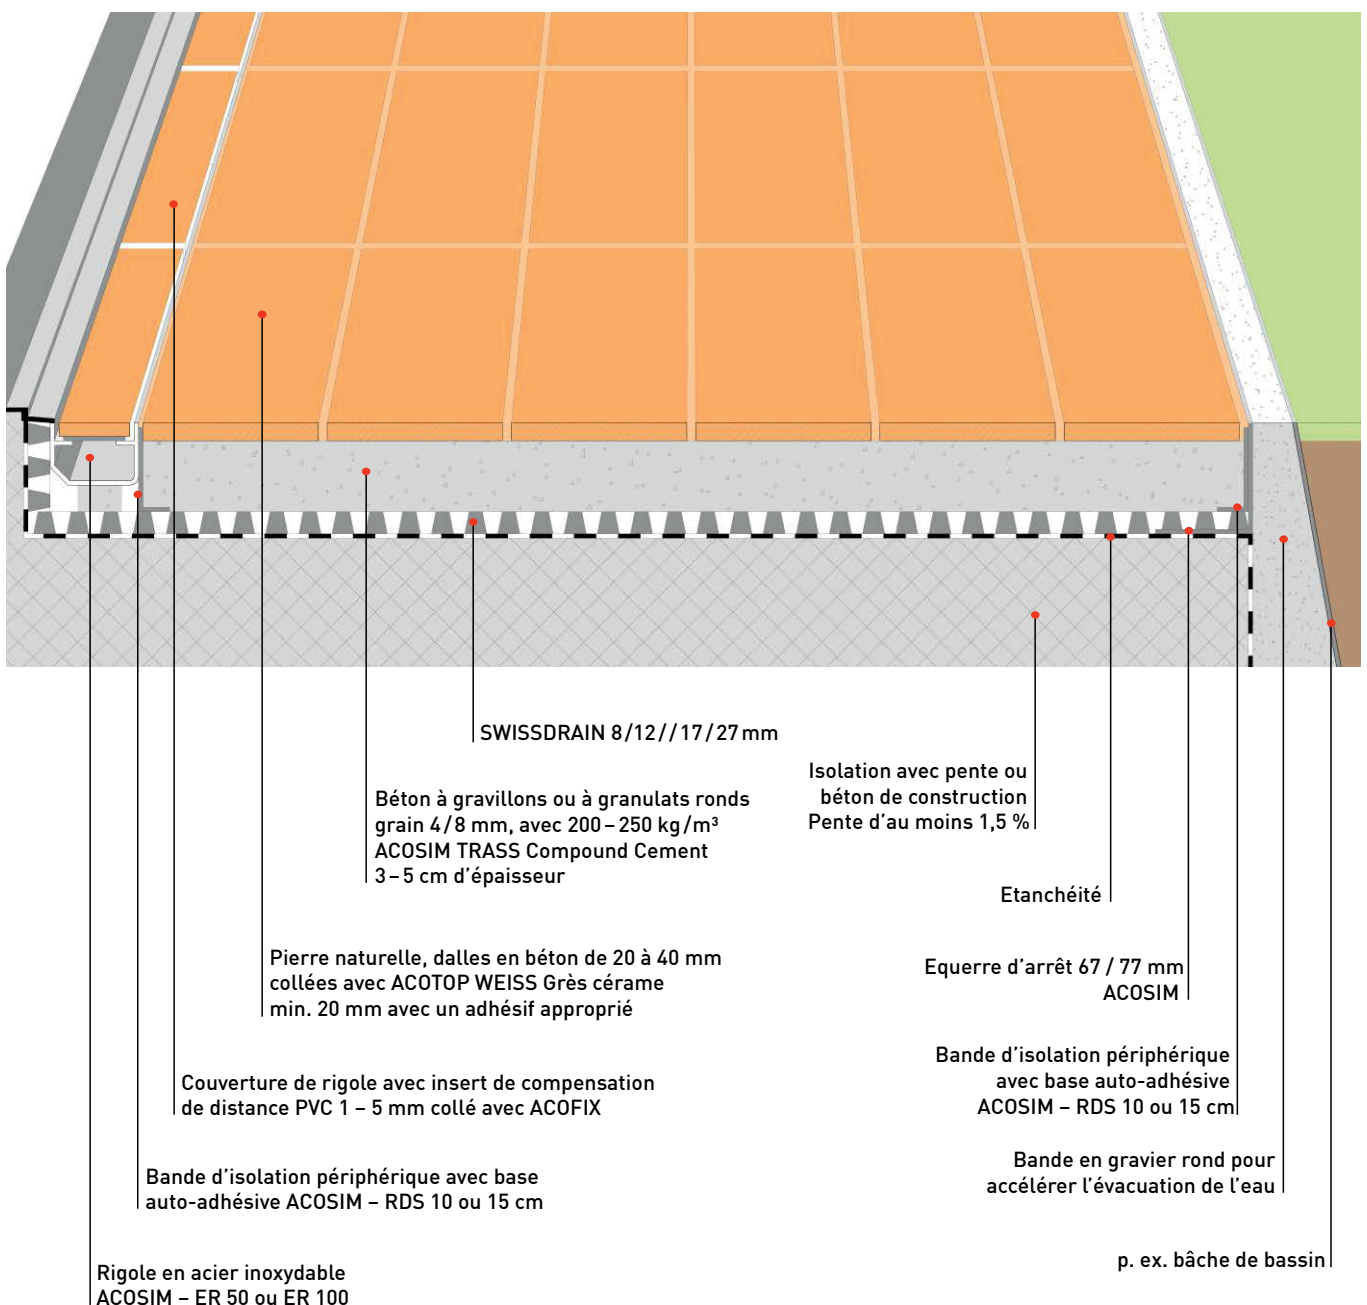 SWISSDRAIN 8/12//17/27 mm
Isolation avec pente ou
béton de construction
Pente d’au moins 1,5 %
Béton à gravillons ou à granulats ronds
grain 4/8 mm, avec 200–250 kg/m³
ACOSIM TRASS Compound Cement
3–5 cm d’épaisseur
Etanchéité
Pierre naturelle, dalles en béton de 20 à 40 mm
collées avec ACOTOP WEISS Grès cérame
min. 20 mm avec un adhésif approprié
Equerre d’arrêt 67 / 77 mm
ACOSIM
Bande d’isolation périphérique
avec base auto-adhésive
ACOSIM – RDS 10 ou 15 cm
Couverture de rigole avec insert de compensation
de distance PVC 1 – 5 mm collé avec ACOFIX
Bande en gravier rond pour
accélérer l’évacuation de l’eau
Bande d’isolation périphérique avec base
auto-adhésive ACOSIM – RDS 10 ou 15 cm
p. ex. bâche de bassin
Rigole en acier inoxydable
ACOSIM – ER 50 ou ER 100